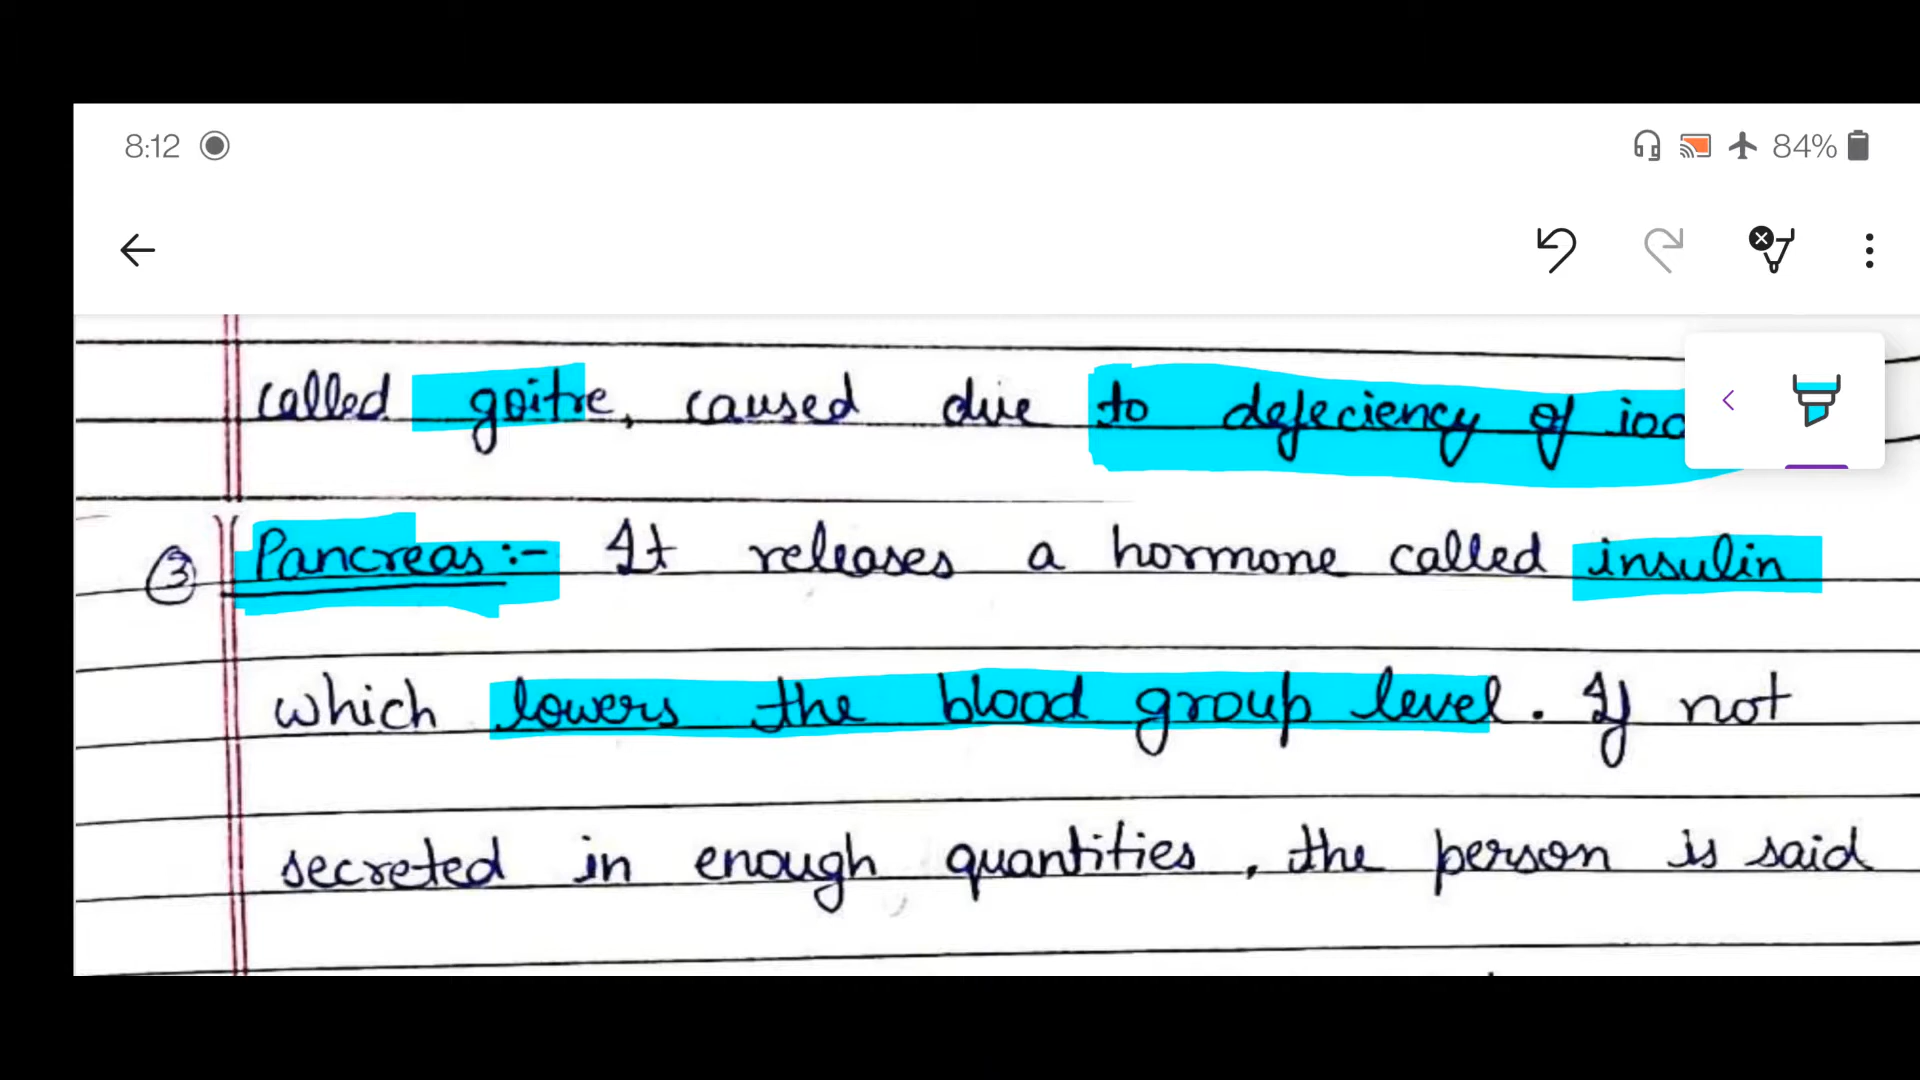 8:12 84%
called goitre, caused due to defeciency of
③ Pancreas :- It releases a hormone called insulin
which lowers the blood group level. If not
secreted in enough quantities, the person is said